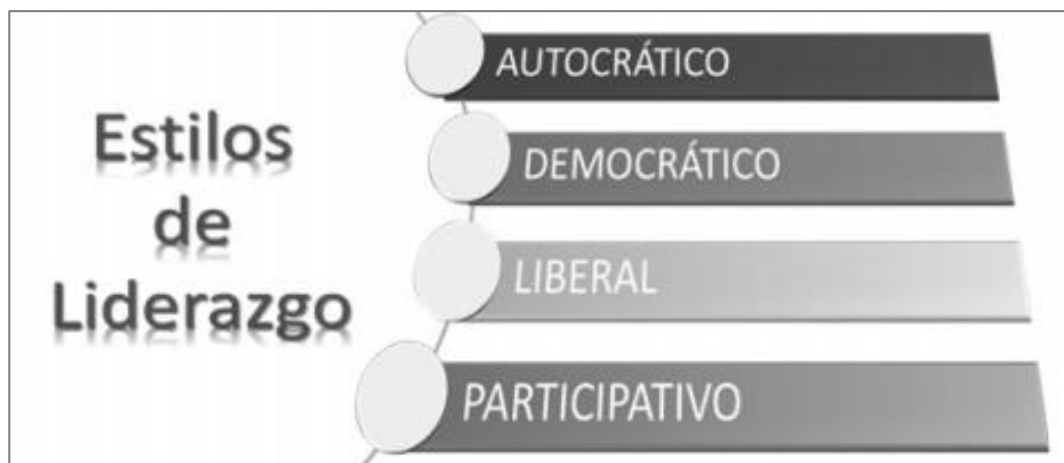 Estilos
de
Liderazgo
AUTOCRÁTICO
DEMOCRÁTICO
LIBERAL
PARTICIPATIVO